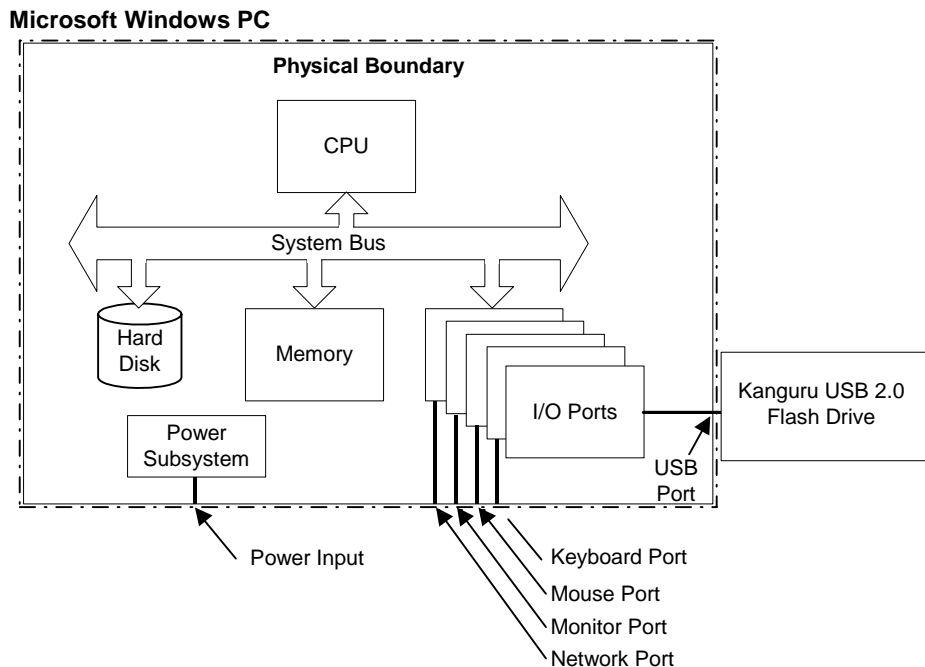 Microsoft Windows PC
Physical Boundary
CPU
System Bus
Hard
Disk
Memory
I/O Ports
Kanguru USB 2.0
Flash Drive
Power
Subsystem
USB
Port
Power Input
Keyboard Port
Mouse Port
Monitor Port
Network Port